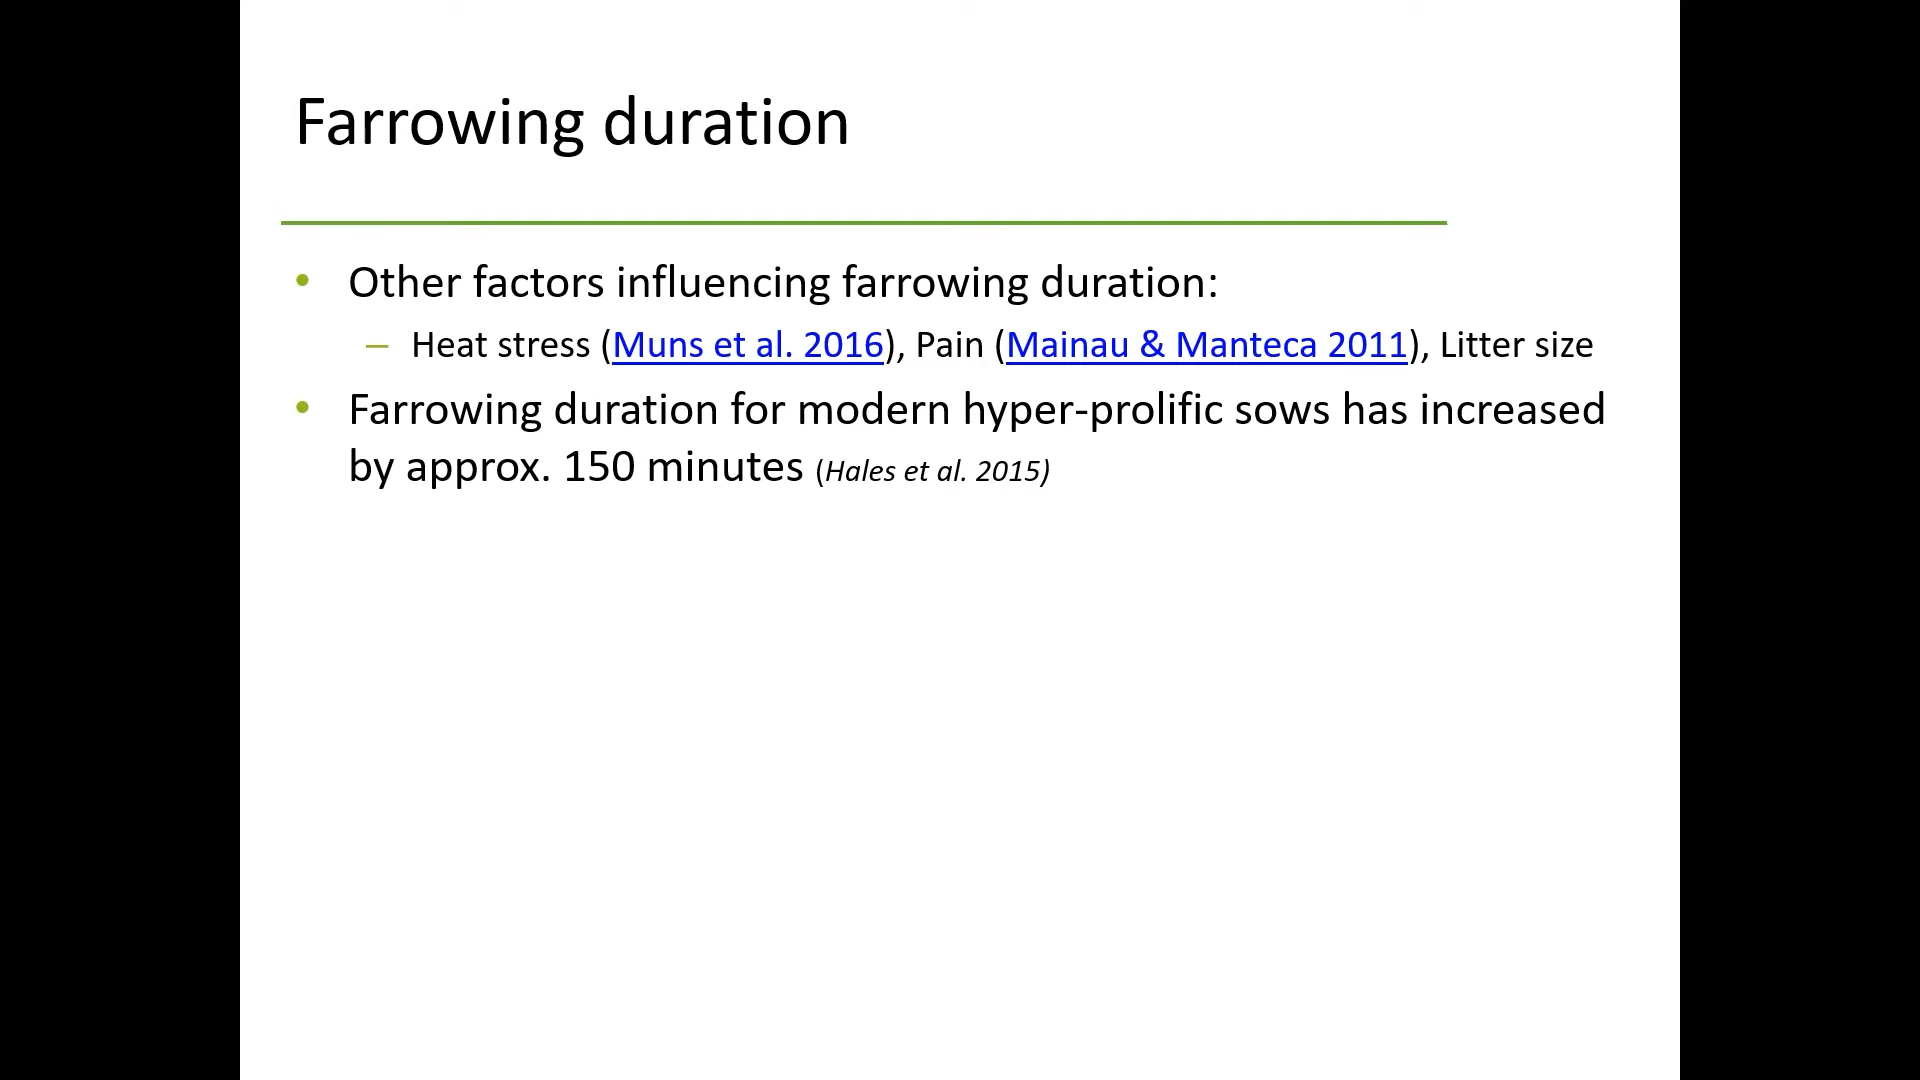 Farrowing duration
• Other factors influencing farrowing duration:
– Heat stress (Muns et al. 2016), Pain (Mainau & Manteca 2011), Litter size
• Farrowing duration for modern hyper-prolific sows has increased
by approx. 150 minutes (Hales et al. 2015)